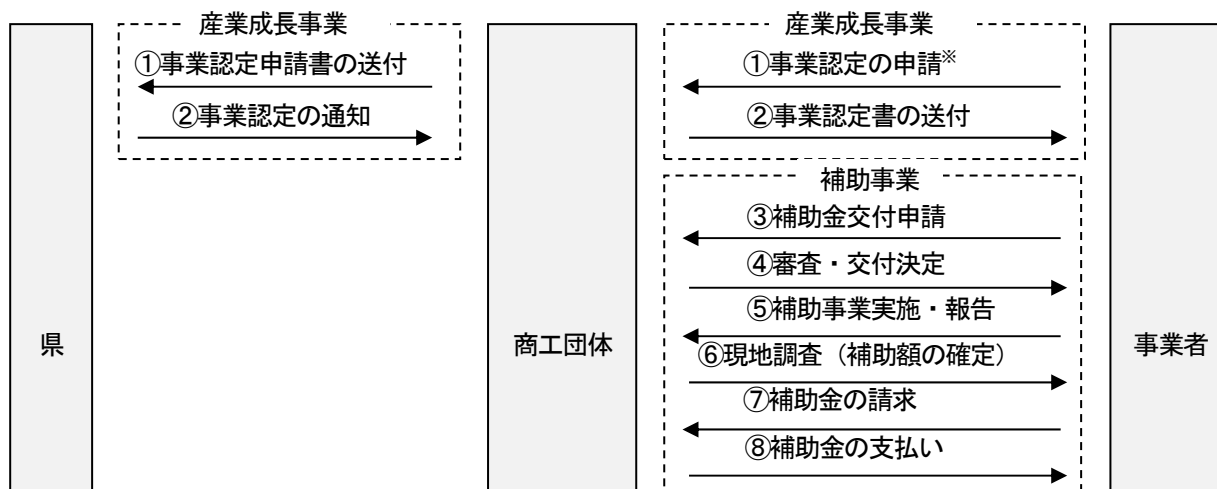 産業成長事業
①事業認定申請書の送付
②事業認定の通知
産業成長事業
①事業認定の申請※
②事業認定書の送付
補助事業
③補助金交付申請
④審査・交付決定
⑤補助事業実施・報告
⑥現地調査（補助額の確定）
⑦補助金の請求
⑧補助金の支払い
県
商工団体
事業者